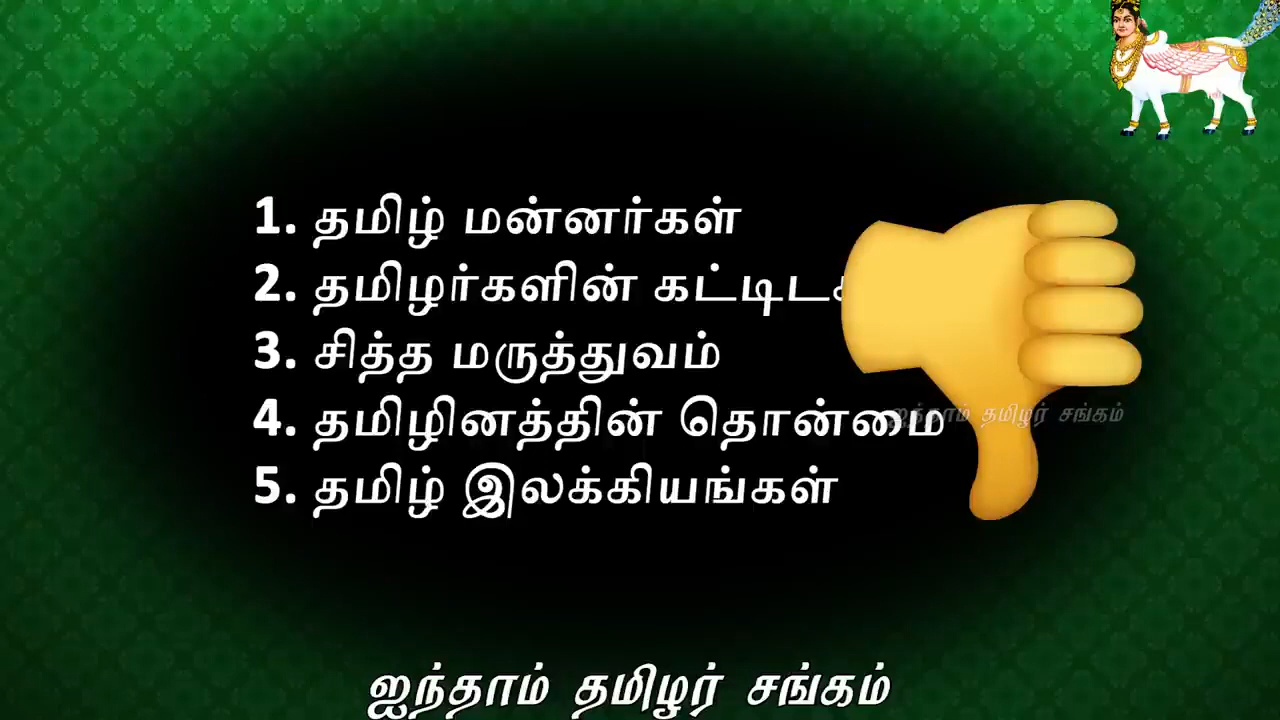 1. தமிழ் மன்னர்கள்
2. தமிழர்களின்
3. சித்த மருத்துவம்
4. தமிழினத்தின் தொன்மை
ஐந்தாம் தமிழர் சங்கம்
5. தமிழ் இலக்கியங்கள்
ஐந்தாம் தமிழர் சங்கம்